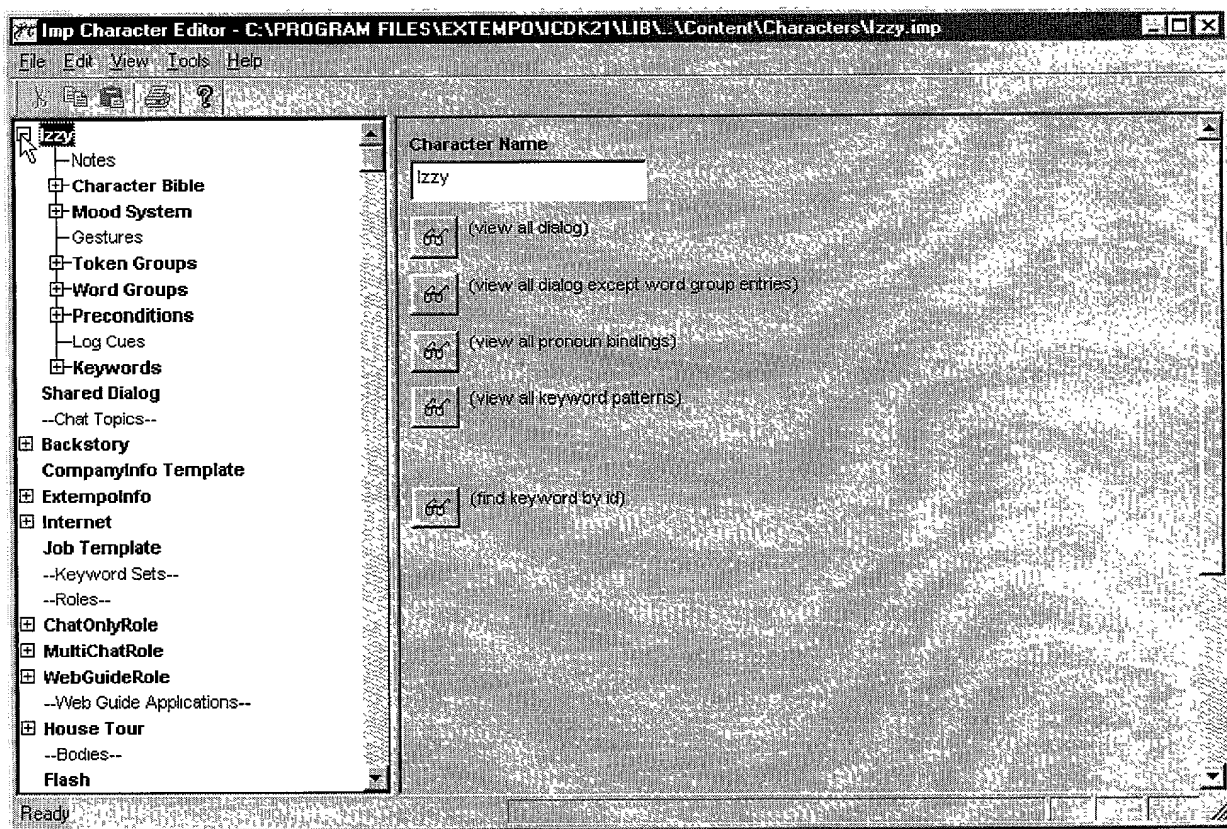 Imp Character Editor - C:\PROGRAM FILES\EXTEMPO\ICDK21\LIB\..\Content\Characters\Izzy.imp
File Edit View Tools Help
Izzy
Notes
Character Bible
Mood System
Gestures
Token Groups
Word Groups
Preconditions
Log Cues
Keywords
Shared Dialog
--Chat Topics--
Backstory
CompanyInfo Template
ExtempoInfo
Internet
Job Template
--Keyword Sets--
--Roles--
ChatOnlyRole
MultiChatRole
WebGuideRole
--Web Guide Applications--
House Tour
--Bodies--
Flash
Character Name
Izzy
(view all dialog)
(view all dialog except word group entries)
(view all pronoun bindings)
(view all keyword patterns)
(find keyword by id)
Ready